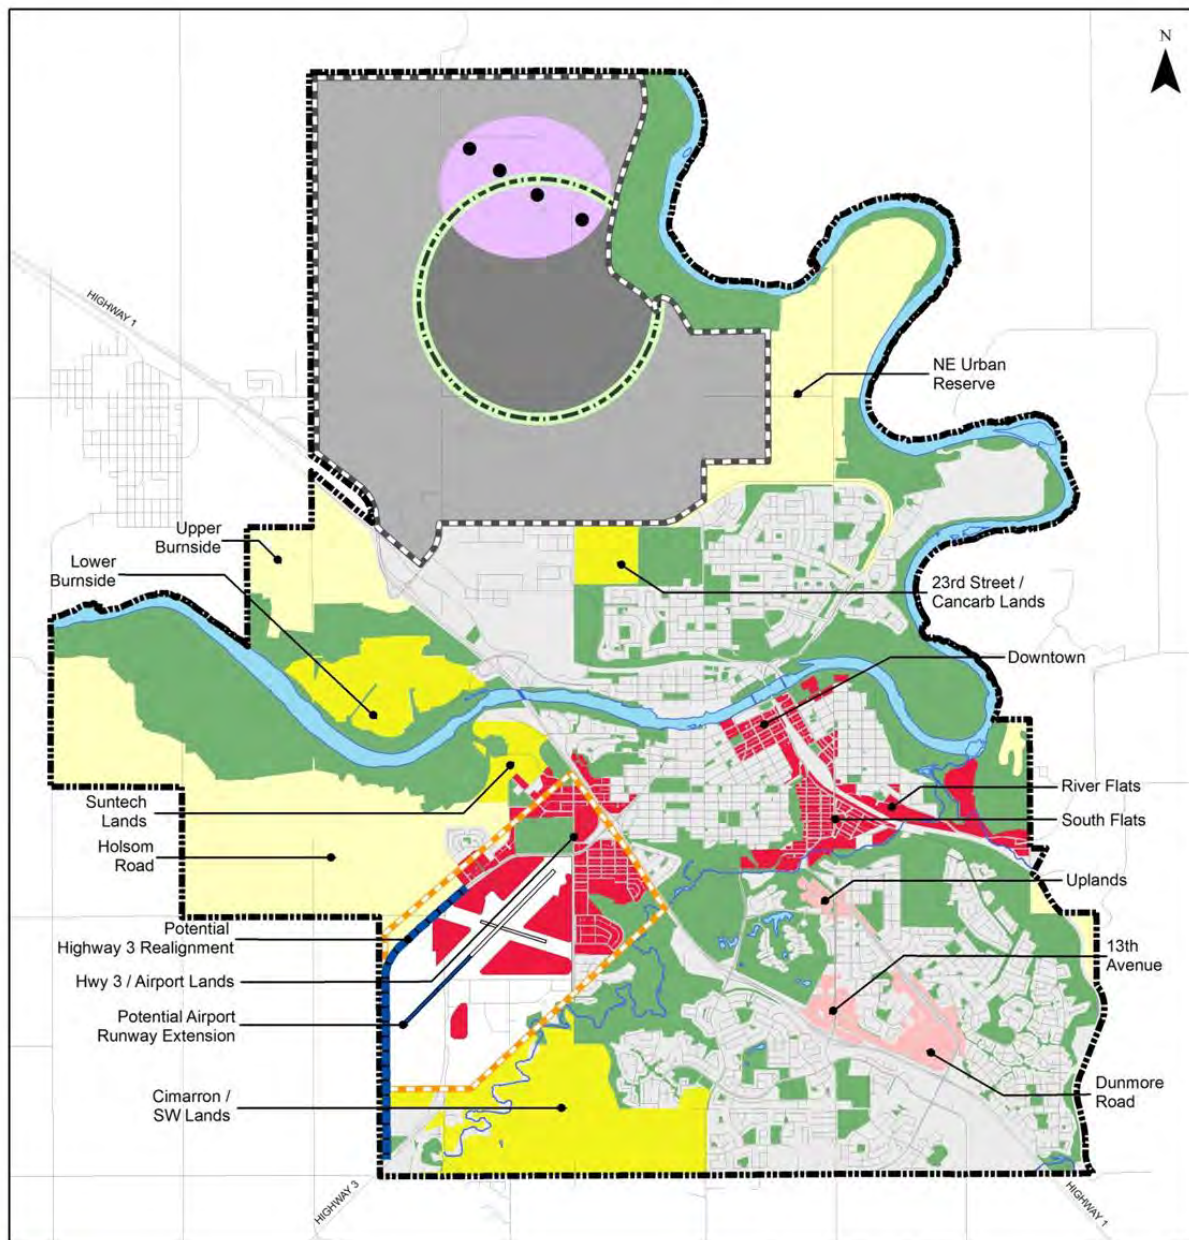 N
HIGHWAY 1
NE Urban
Reserve
Upper
Burnside
Lower
Burnside
23rd Street /
Cancarb Lands
Downtown
Suntech
Lands
Holsom
Road
River Flats
South Flats
Uplands
Potential
Highway 3 Realignment
13th
Avenue
Hwy 3 / Airport Lands
Potential Airport
Runway Extension
Cimarron /
SW Lands
Dunmore
Road
HIGHWAY 3
HIGHWAY 1